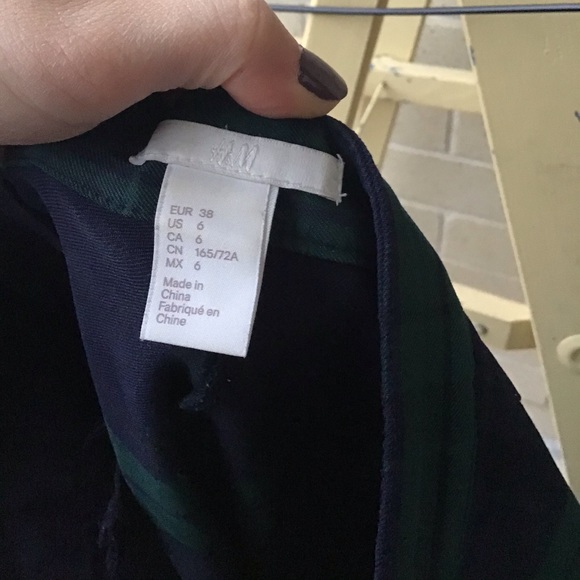 H&M
EUR 38
US 6
CA 6
CN 165/72A
MX 6
Made in
China
Fabriqué en
Chine